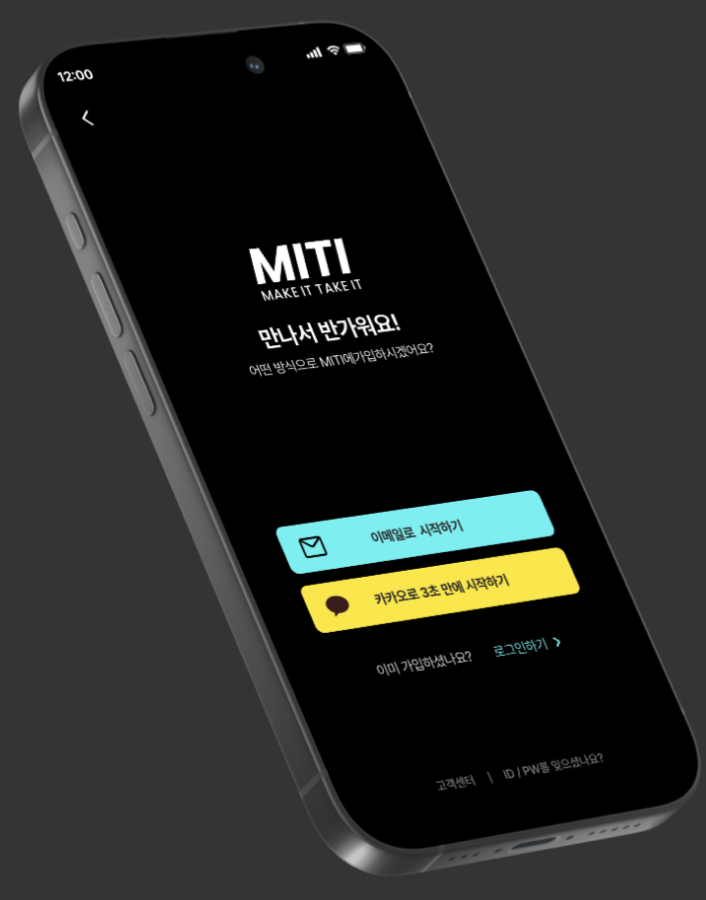 12:00
MITI
MAKE IT TAKE IT
만나서 반가워요!
어떤 방식으로 MITI에가입하시겠어요?
이메일로 시작하기
카카오로 3초 만에 시작하기
이미 가입하셨나요? 로그인하기
고객센터 | ID / PW를 잊으셨나요?